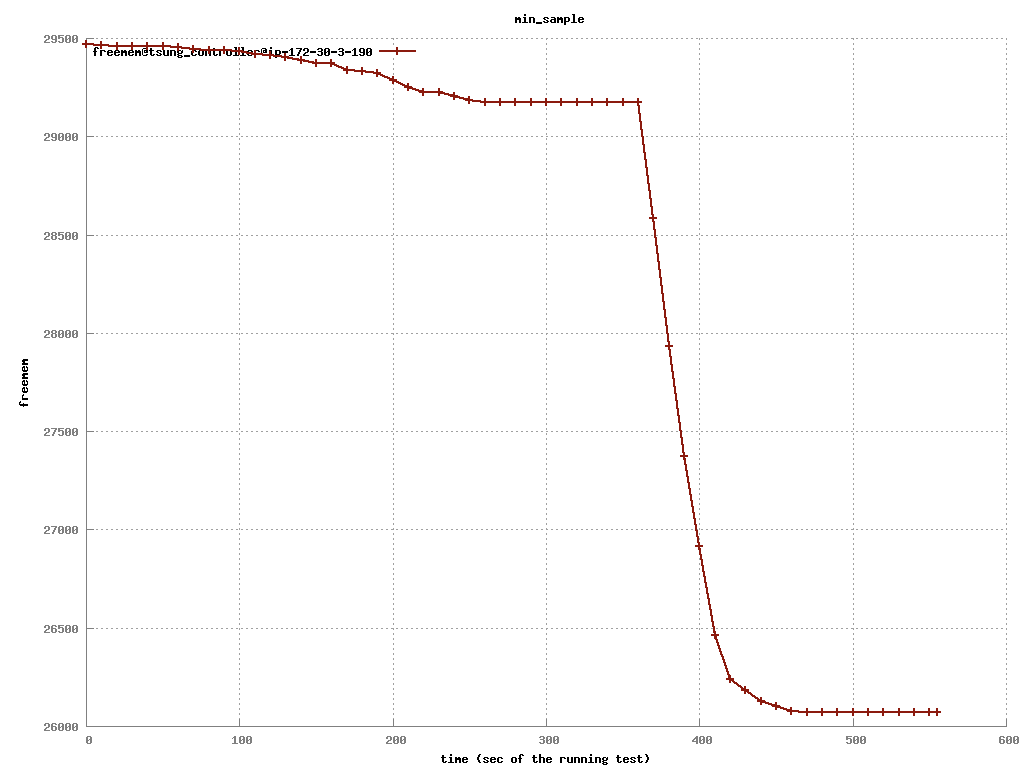 min_sample
29500
freemem@tsung_controller@ip-172-30-3-190
29000
28500
28000
freemem
27500
27000
26500
26000
0 100 200 300 400 500 600
time (sec of the running test)